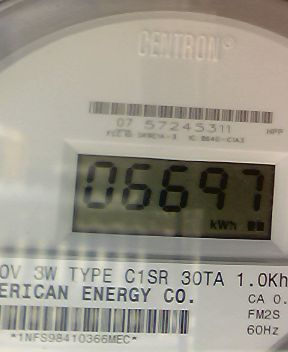 CENTRON®
07 57245311
HPP
06697
kWh
0V 3W TYPE C1SR 30TA 1.0Kh
ERICAN ENERGY CO.
CA 0.
FM2S
60Hz
*1NFS98410366MEC*